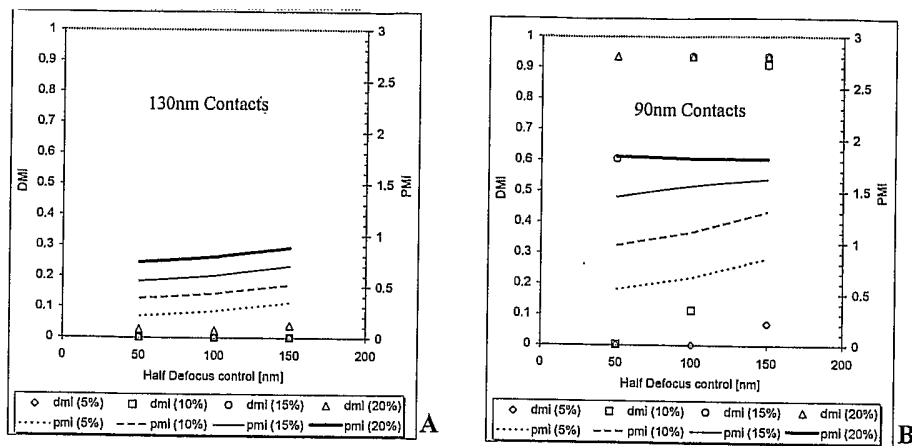 130nm Contacts
DMI
1
0.9
0.8
0.7
0.6
0.5
0.4
0.3
0.2
0.1
0
3
2.5
2
1.5
1
0.5
0
PMI
0 50 100 150 200
Half Defocus control [nm]
dmi (5%) dmi (10%) dmi (15%) dmi (20%)
pmi (5%) pmi (10%) pmi (15%) pmi (20%)
A
90nm Contacts
DMI
1
0.9
0.8
0.7
0.6
0.5
0.4
0.3
0.2
0.1
0
3
2.5
2
1.5
1
0.5
0
PMI
0 50 100 150 200
Half Defocus control [nm]
dmi (5%) dmi (10%) dmi (15%) dmi (20%)
pmi (5%) pmi (10%) pmi (15%) pmi (20%)
B